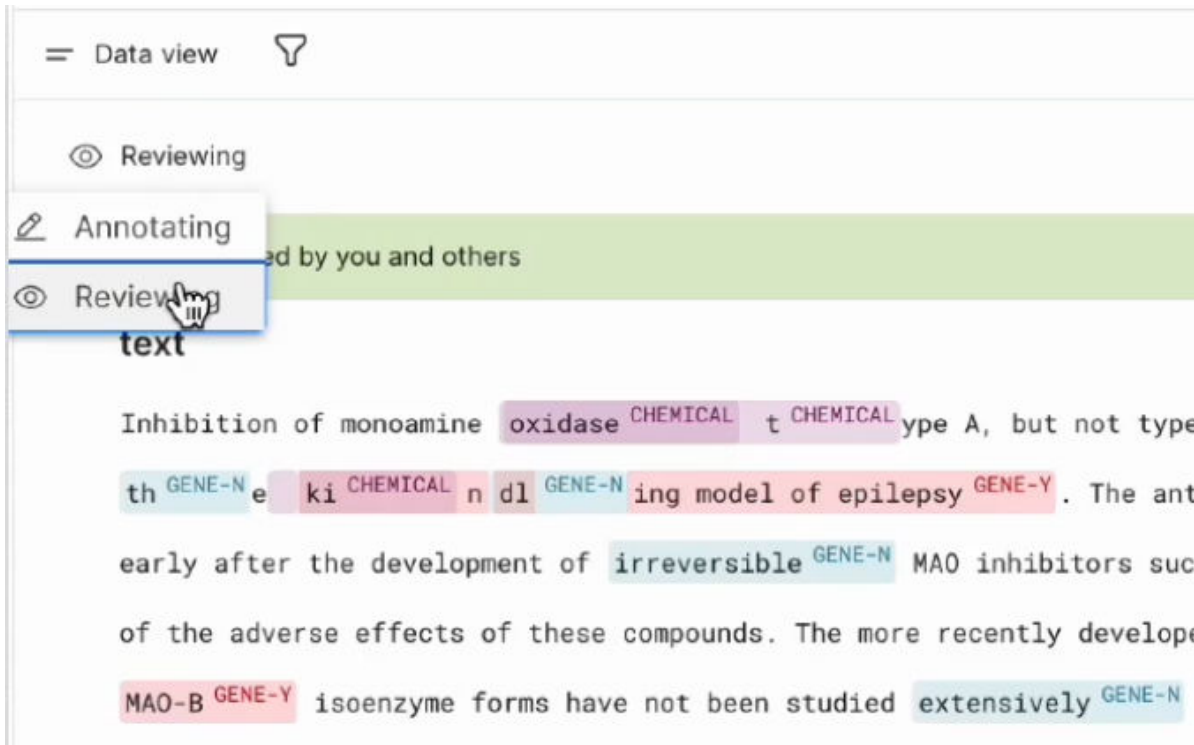 Data view
Reviewing
Annotating
ed by you and others
Reviewing
text
Inhibition of monoamine oxidase CHEMICAL t CHEMICAL ype A, but not type
th GENE-N e ki CHEMICAL n dl GENE-N ing model of epilepsy GENE-Y . The ant
early after the development of irreversible GENE-N MAO inhibitors suc
of the adverse effects of these compounds. The more recently develope
MAO-B GENE-Y isoenzyme forms have not been studied extensively GENE-N